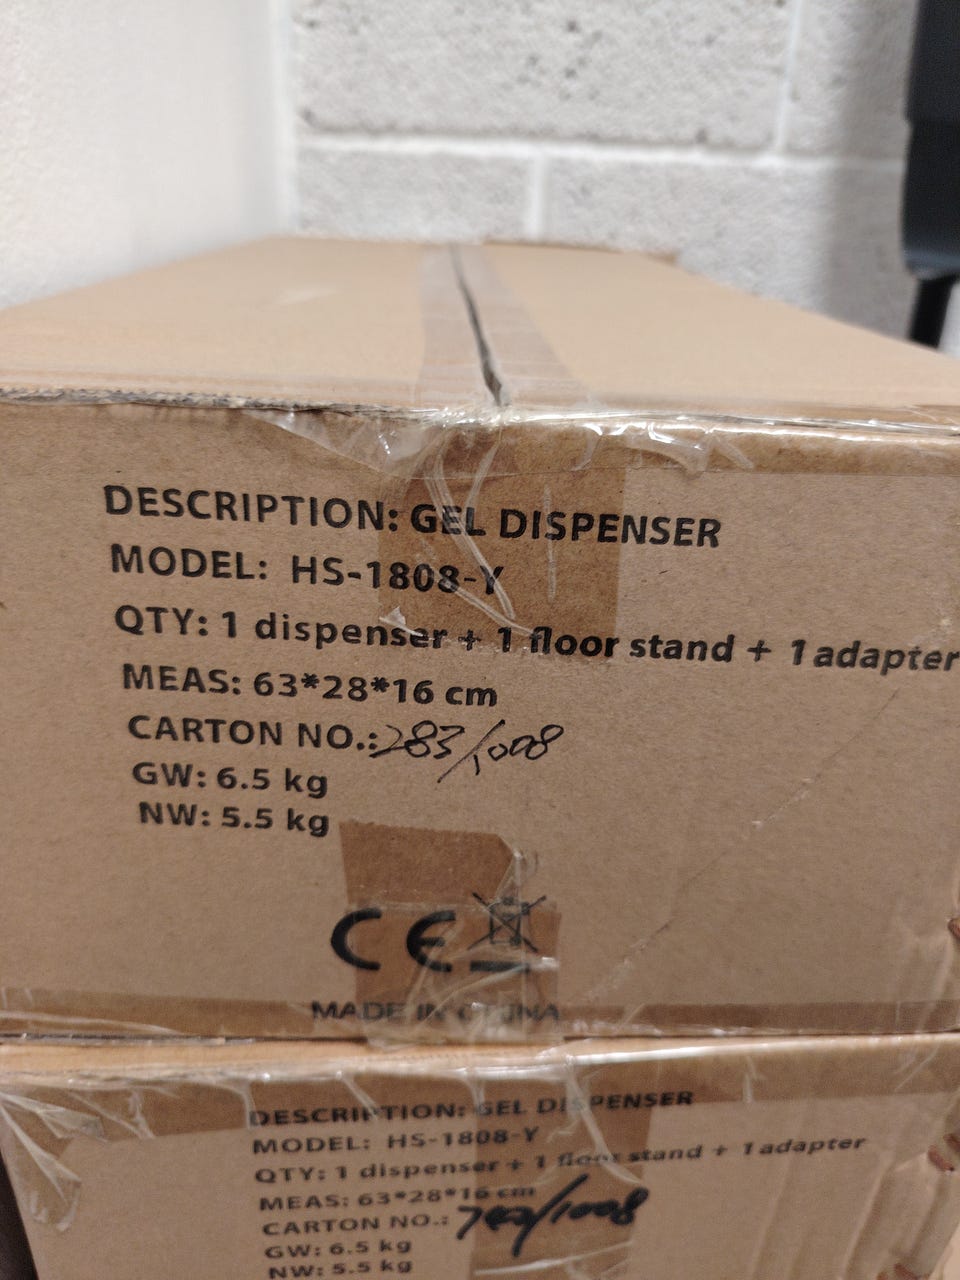 DESCRIPTION: GEL DISPENSER
MODEL: HS-1808-Y
QTY: 1 dispenser + 1 floor stand + 1 adapter
MEAS: 63*28*16 cm
CARTON NO.: 283/1008
GW: 6.5 kg
NW: 5.5 kg
CE
MADE IN CHINA
DESCRIPTION: GEL DISPENSER
MODEL: HS-1808-Y
QTY: 1 dispenser + 1 floor stand + 1 adapter
MEAS: 63*28*16 cm
CARTON NO.: /1008
GW: 6.5 kg
NW: 5.5 kg